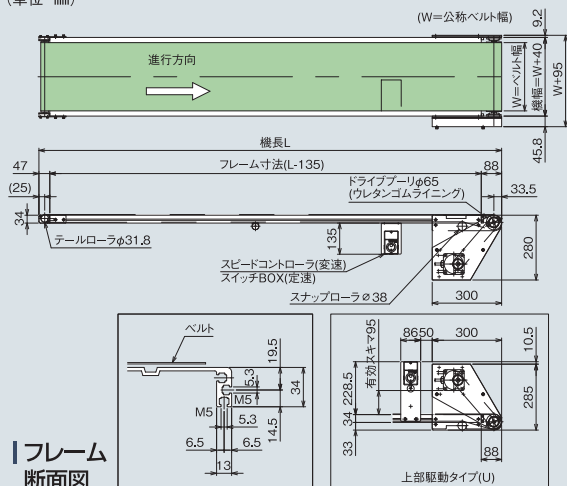 (単位 mm)
(W=公称ベルト幅)
9.2
進行方向
W=ベルト幅
機幅=W+40
W+95
45.8
機長L
47
フレーム寸法(L-135)
88
(25)
ドライブプーリφ65
(ウレタンゴムライニング)
33.5
34
テールローラφ31.8
135
280
スピードコントローラ(変速)
スイッチBOX(定速)
スナップローラφ38
300
ベルト
19.5
5.3
34
M5
M5
5.3
14.5
6.5
6.5
13
フレーム
断面図
86
50
300
10.5
有効スキマ95
228.5
285
34
33
88
上部駆動タイプ(U)